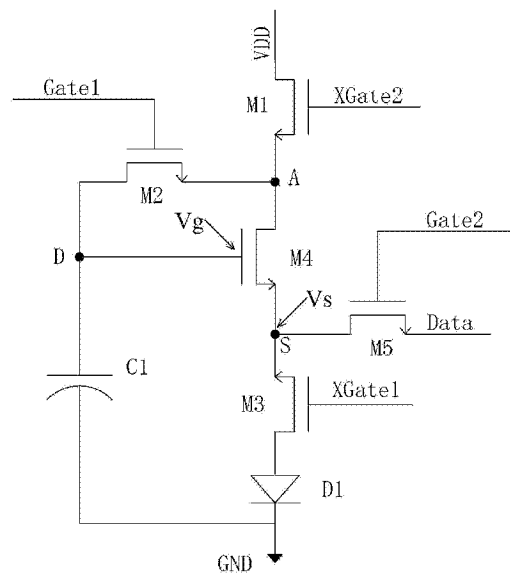 VDD
Gate1
M1
XGate2
M2
A
Vg
Gate2
D
M4
Vs
S
Data
M5
C1
M3
XGate1
D1
GND